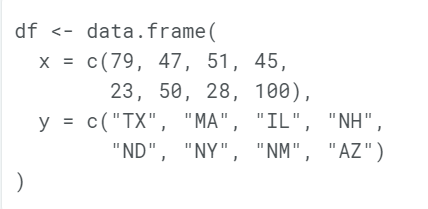 df <- data.frame(
  x = c(79, 47, 51, 45,
        23, 50, 28, 100),
  y = c("TX", "MA", "IL", "NH",
        "ND", "NY", "NM", "AZ")
)